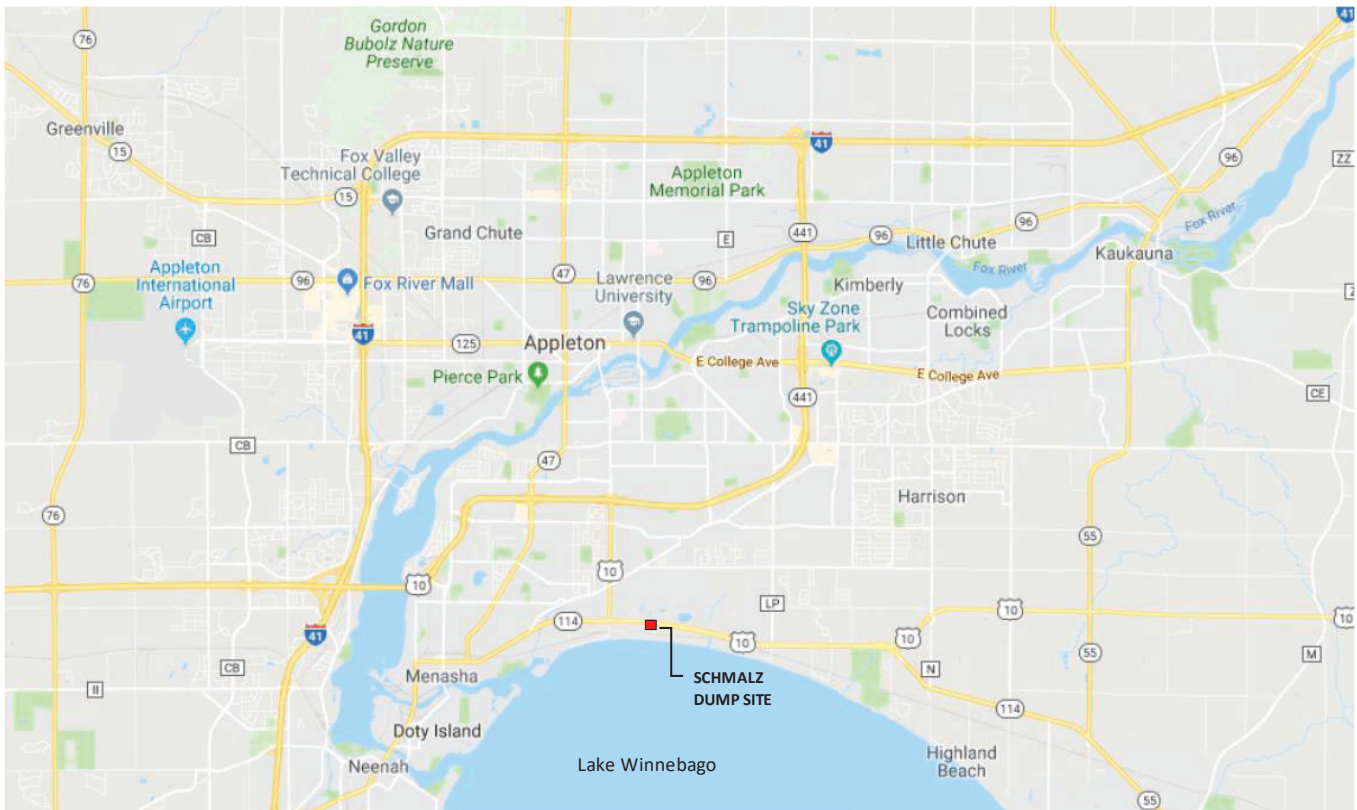 41
76
Gordon
Bubolz Nature
Preserve
Greenville
15
41
Fox Valley
Technical College
15
96
ZZ
Appleton
Memorial Park
Grand Chute
CB
E
441
96
96
Little Chute
Fox River
Kaukauna
Appleton
International
Airport
76
96
Fox River Mall
47
Lawrence
University
96
Fox River
Kimberly
Z
Sky Zone
Trampoline Park
Combined
Locks
41
125
Appleton
E College Ave
E College Ave
Pierce Park
441
CE
CB
47
Harrison
76
55
10
10
LP
10
10
114
10
10
41
CB
Menasha
N
55
M
II
SCHMALZ
DUMP SITE
114
Doty Island
Neenah
Lake Winnebago
Highland
Beach
55